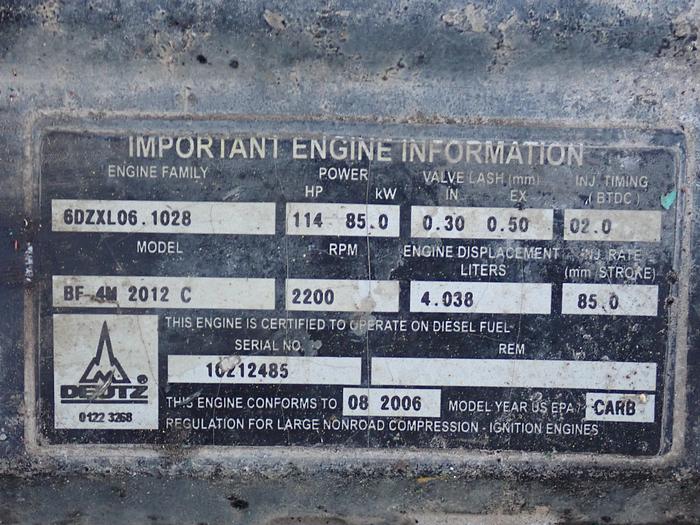 IMPORTANT ENGINE INFORMATION
ENGINE FAMILY POWER VALVE LASH (mm) INJ. TIMING
HP kW IN EX (BTDC)
6DZXL06.1028 114 85.0 0.30 0.50 02.0
MODEL RPM ENGINE DISPLACEMENT INJ. RATE
LITERS (mm STROKE)
BF 4M 2012 C 2200 4.038 85.0
THIS ENGINE IS CERTIFIED TO OPERATE ON DIESEL FUEL
SERIAL NO. REM
10212485
DEUTZ ®
0122 3268
THIS ENGINE CONFORMS TO 08 2006 MODEL YEAR US EPA / CARB
REGULATION FOR LARGE NONROAD COMPRESSION - IGNITION ENGINES